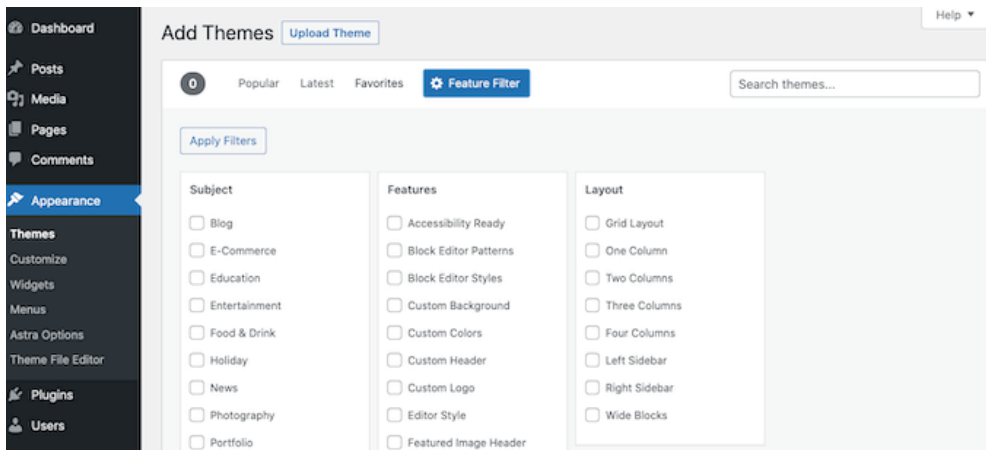 Dashboard
Posts
Media
Pages
Comments
Appearance
Themes
Customize
Widgets
Menus
Astra Options
Theme File Editor
Plugins
Users
Help
Add Themes
Upload Theme
0
Popular
Latest
Favorites
Feature Filter
Search themes...
Apply Filters
Subject
Blog
E-Commerce
Education
Entertainment
Food & Drink
Holiday
News
Photography
Portfolio
Features
Accessibility Ready
Block Editor Patterns
Block Editor Styles
Custom Background
Custom Colors
Custom Header
Custom Logo
Editor Style
Featured Image Header
Layout
Grid Layout
One Column
Two Columns
Three Columns
Four Columns
Left Sidebar
Right Sidebar
Wide Blocks